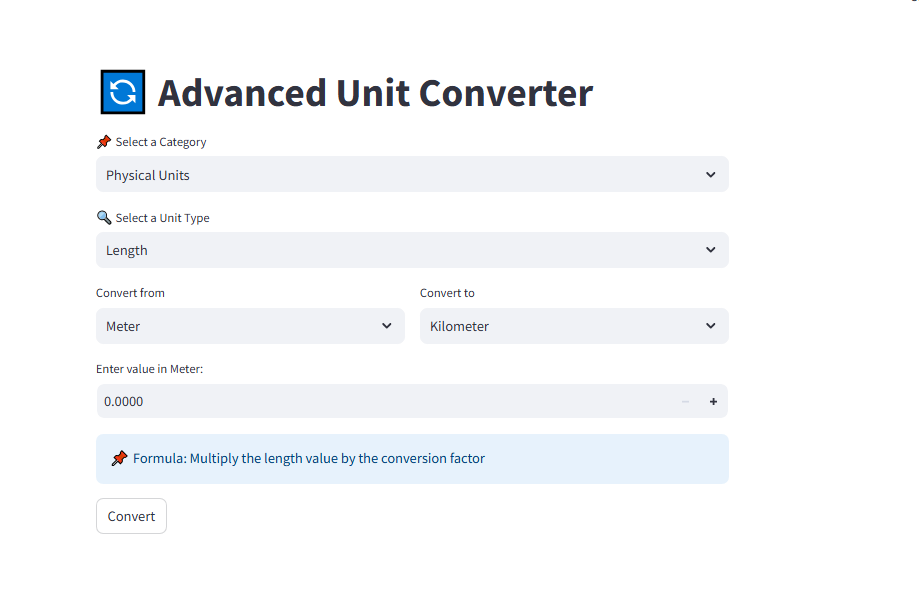 Advanced Unit Converter
Select a Category
Physical Units
Select a Unit Type
Length
Convert from
Convert to
Meter
Kilometer
Enter value in Meter:
0.0000
Formula: Multiply the length value by the conversion factor
Convert